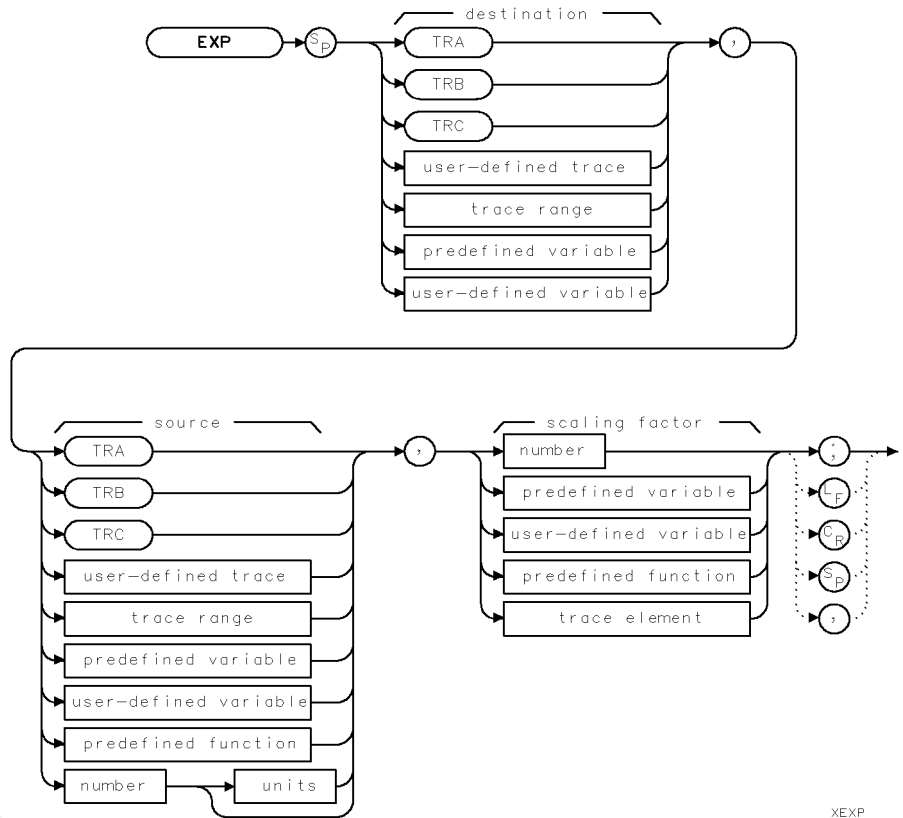 destination
EXP SP TRA ,
TRB
TRC
user-defined trace
trace range
predefined variable
user-defined variable
source
scaling factor
TRA , number ;
TRB predefined variable LF
TRC user-defined variable CR
user-defined trace predefined function SP
trace range trace element ,
predefined variable
user-defined variable
predefined function
number units
XEXP